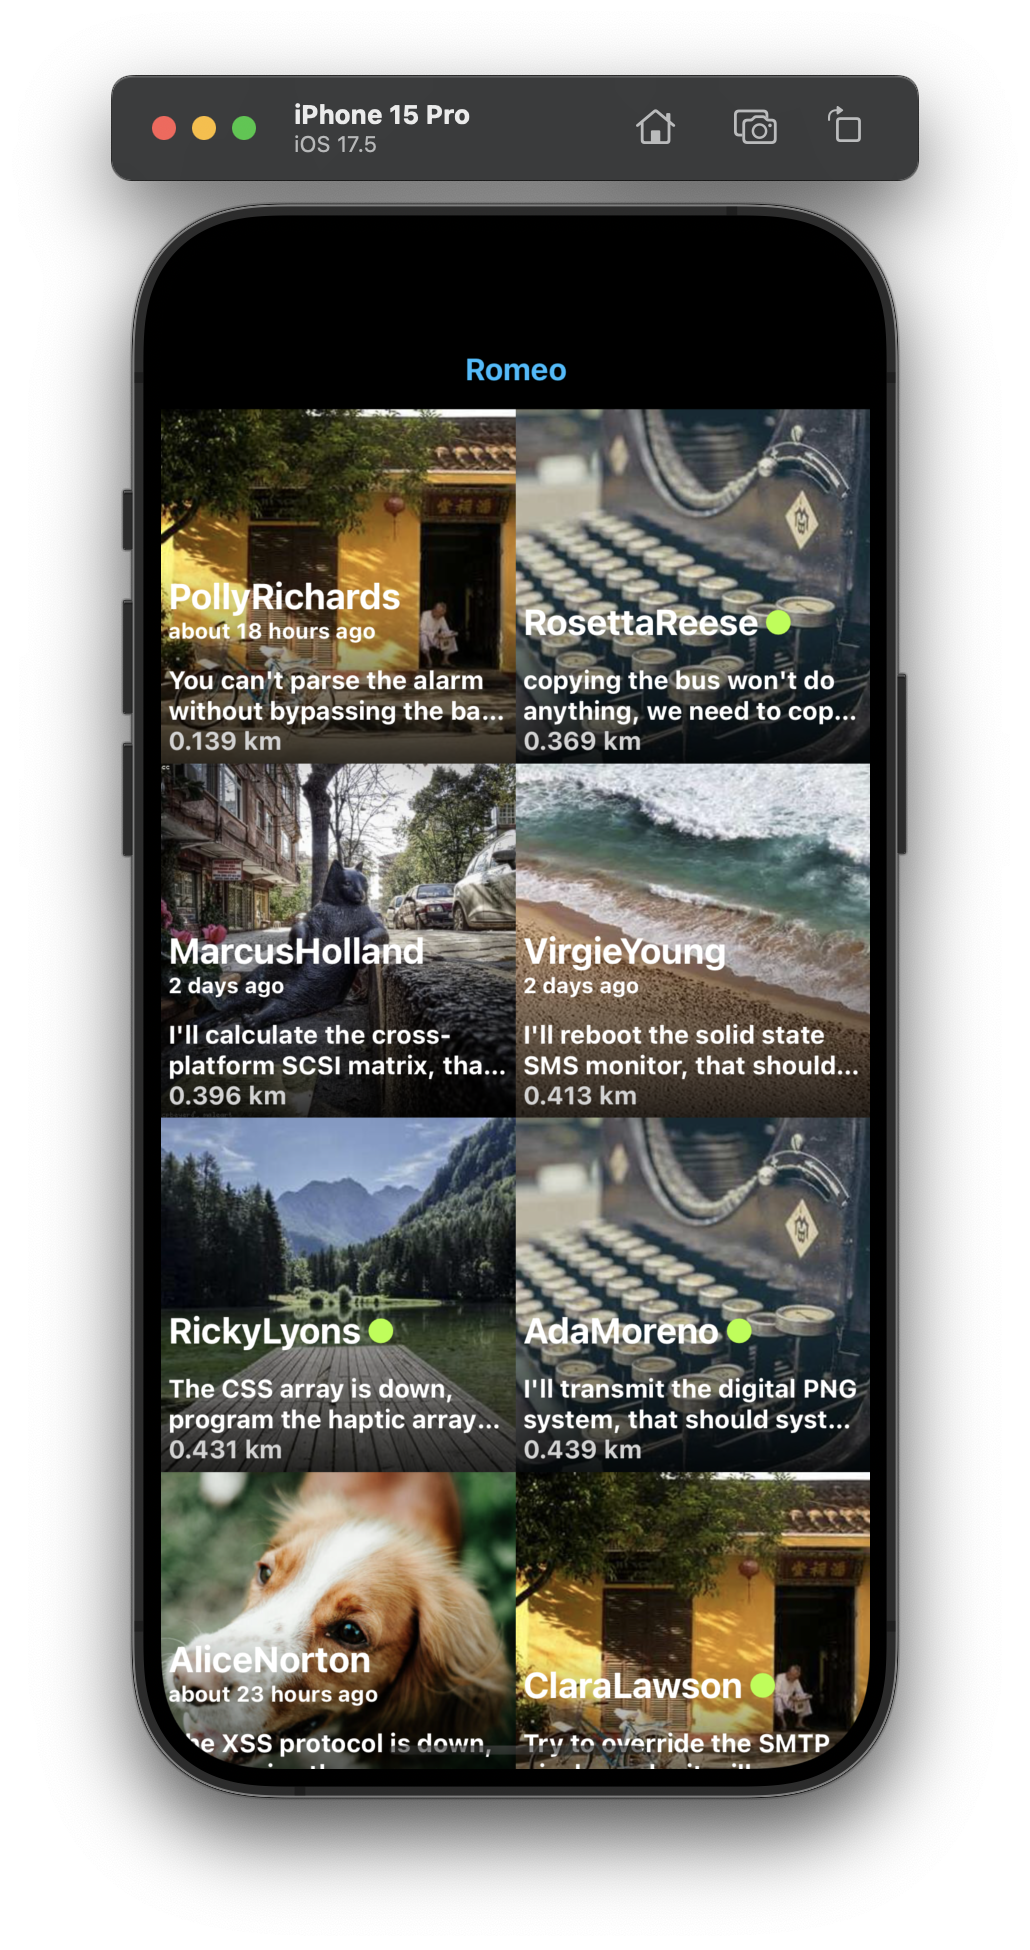 iPhone 15 Pro
iOS 17.5
Romeo
PollyRichards
about 18 hours ago
You can't parse the alarm
without bypassing the ba...
0.139 km
RosettaReese
copying the bus won't do
anything, we need to cop...
0.369 km
MarcusHolland
2 days ago
I'll calculate the cross-
platform SCSI matrix, tha...
0.396 km
VirgieYoung
2 days ago
I'll reboot the solid state
SMS monitor, that should...
0.413 km
RickyLyons
The CSS array is down,
program the haptic array...
0.431 km
AdaMoreno
I'll transmit the digital PNG
system, that should syst...
0.439 km
AliceNorton
about 23 hours ago
XSS protocol is down,
ClaraLawson
Try to override the SMTP